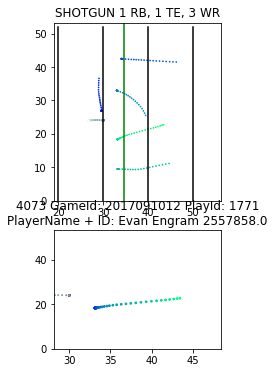 SHOTGUN 1 RB, 1 TE, 3 WR
50
40
30
20
10
0
20 30 40 50
4073 GameId: 2017091012 PlayId: 1771
PlayerName + ID: Evan Engram 2557858.0
40
20
0
30 35 40 45